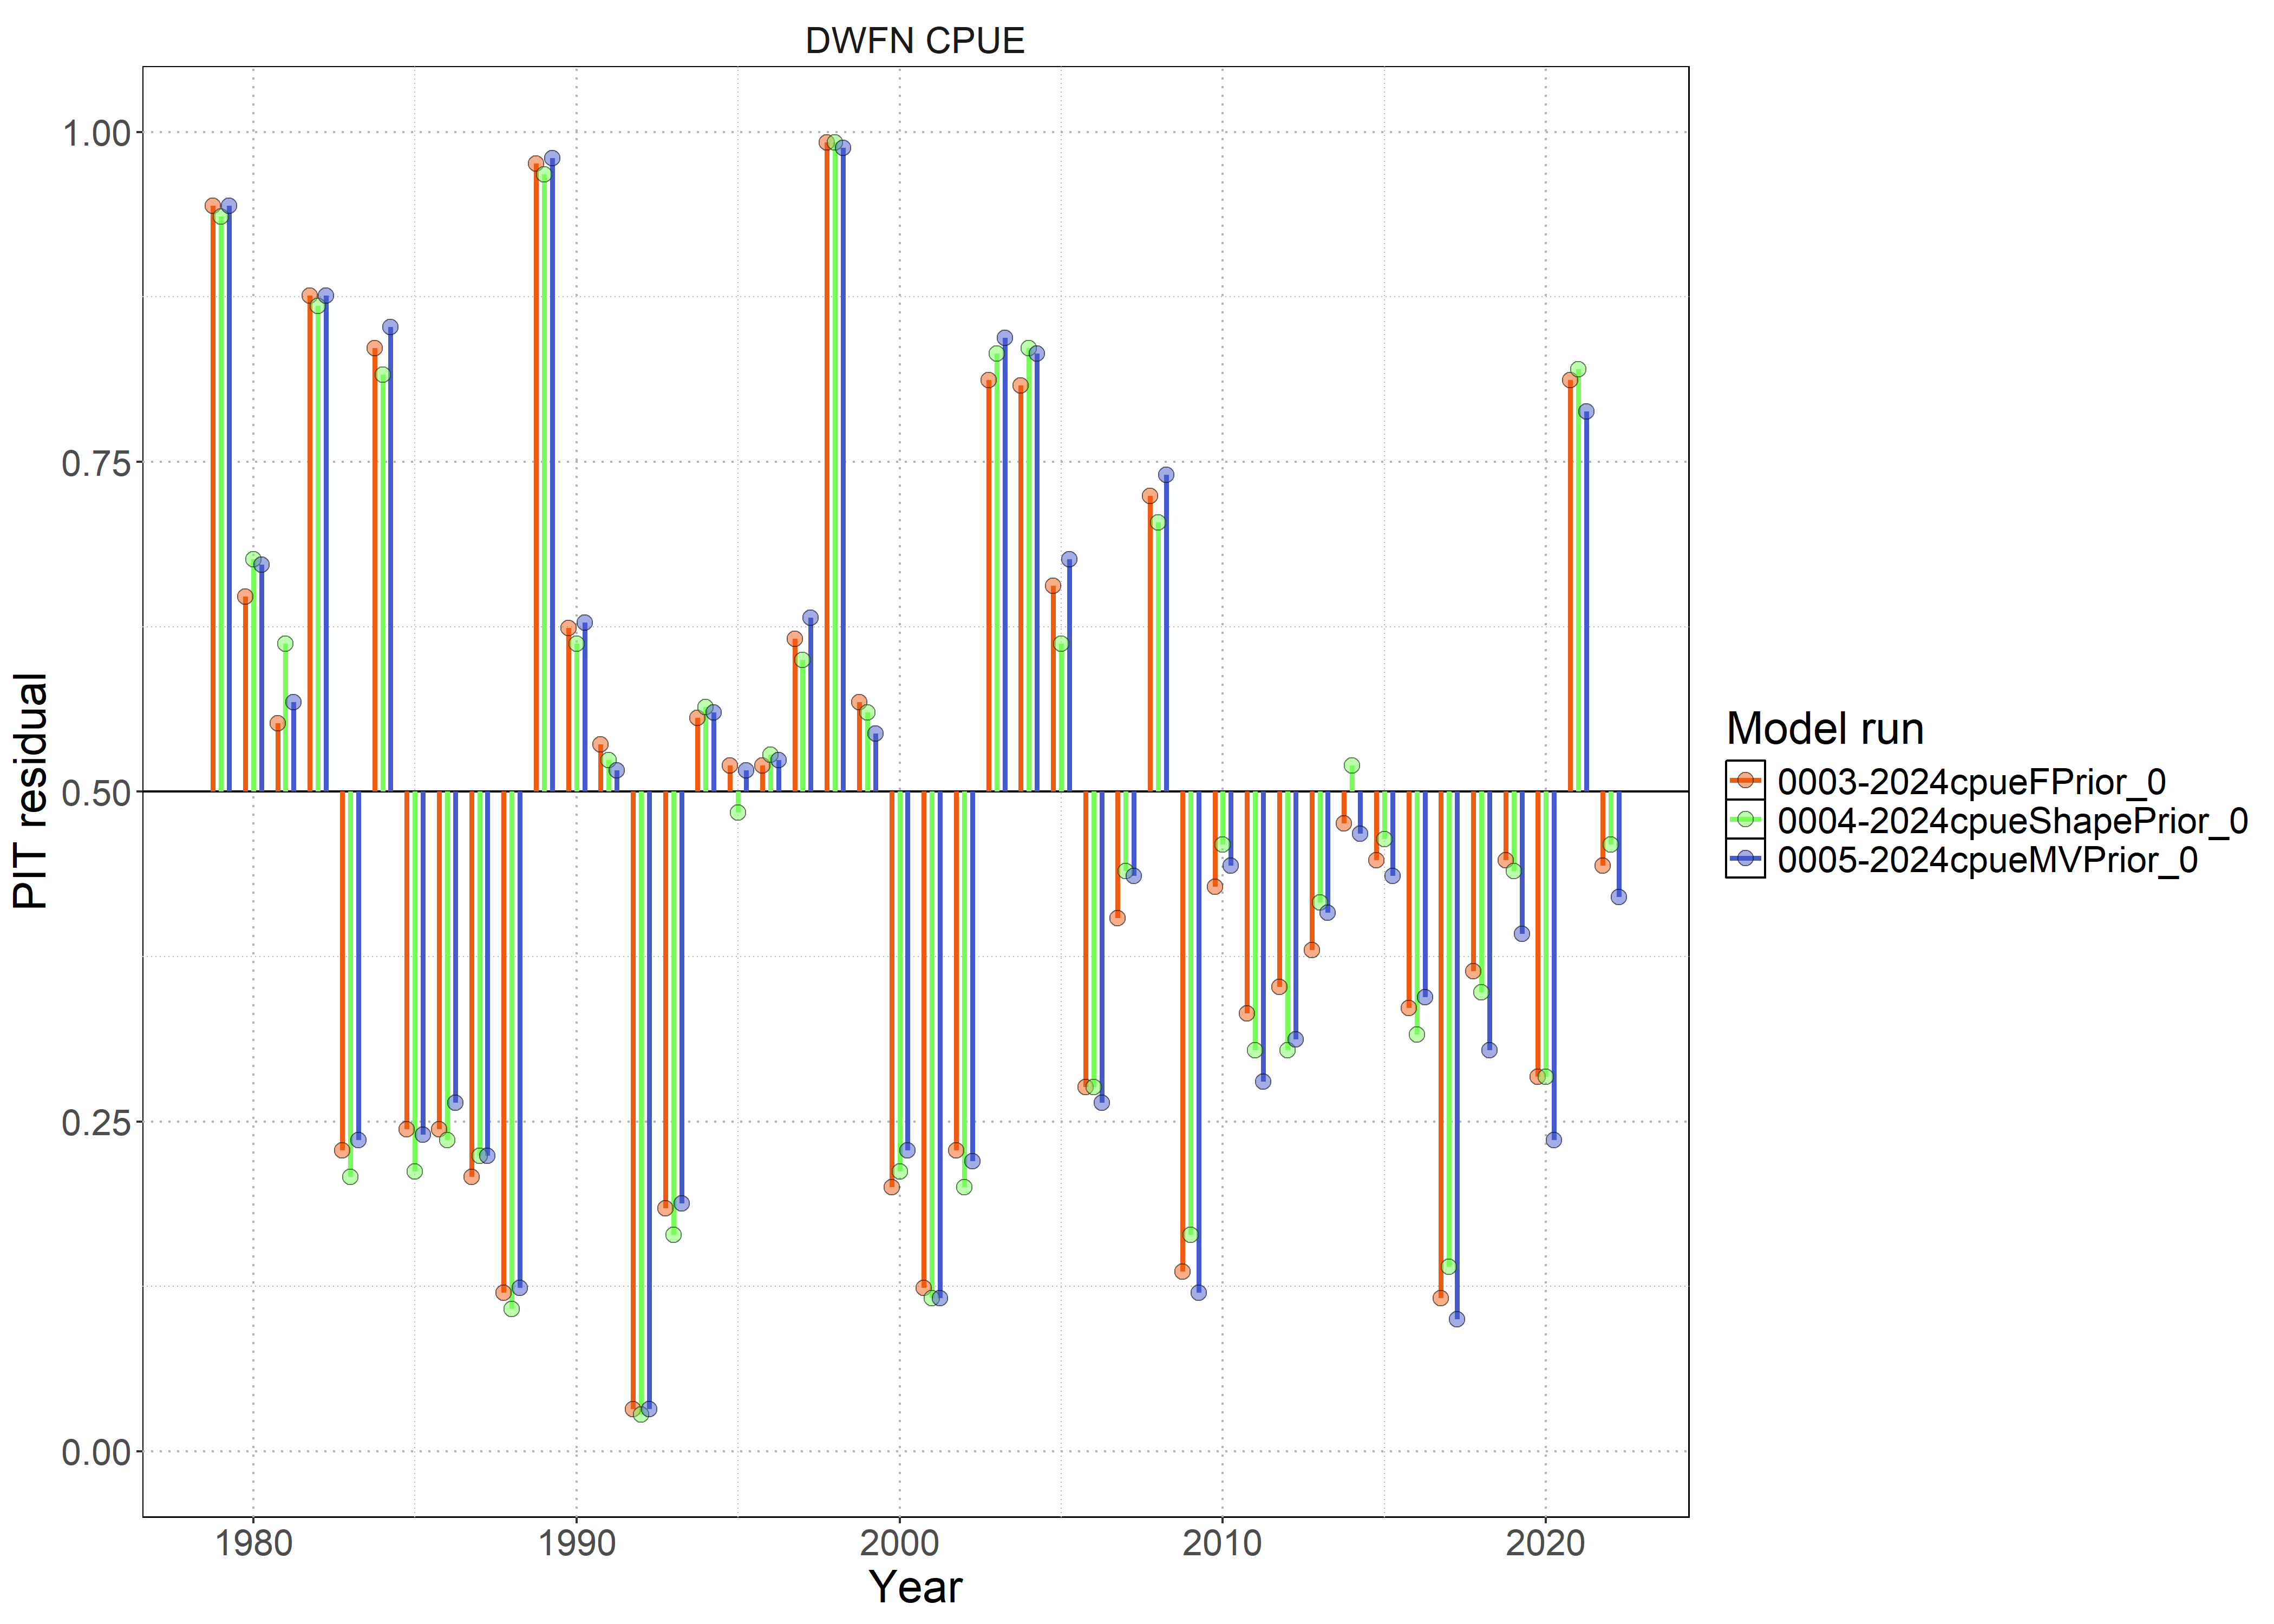 DWFN CPUE
1.00
0.75
0.50
0.25
0.00
PIT residual
1980
1990
2000
2010
2020
Year
Model run
0003-2024cpueFPrior_0
0004-2024cpueShapePrior_0
0005-2024cpueMVPrior_0